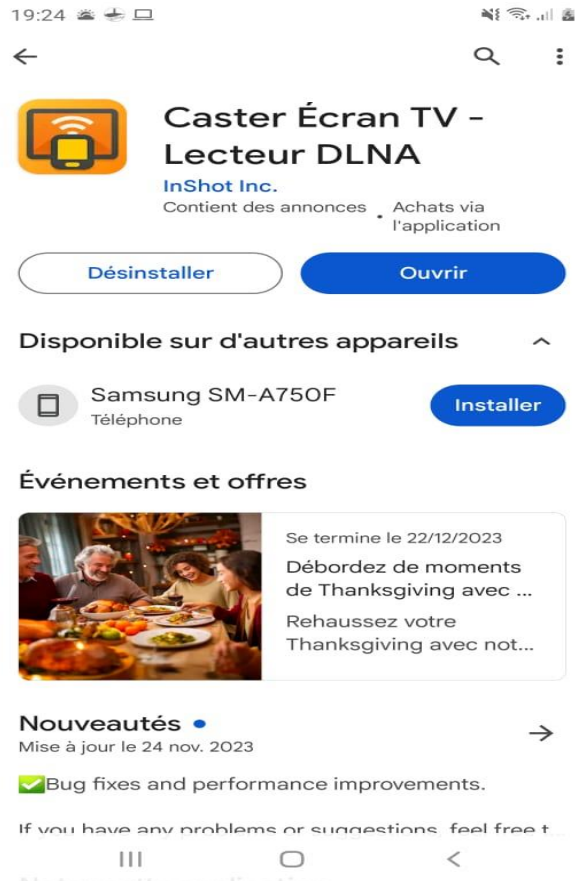 19:24
Caster Écran TV -
Lecteur DLNA
InShot Inc.
Contient des annonces • Achats via
l'application
Désinstaller
Ouvrir
Disponible sur d'autres appareils
Samsung SM-A750F
Téléphone
Installer
Événements et offres
Se termine le 22/12/2023
Débordez de moments
de Thanksgiving avec ...
Rehaussez votre
Thanksgiving avec not...
Nouveautés •
Mise à jour le 24 nov. 2023
✅Bug fixes and performance improvements.
If you have any problems or suggestions, feel free t...